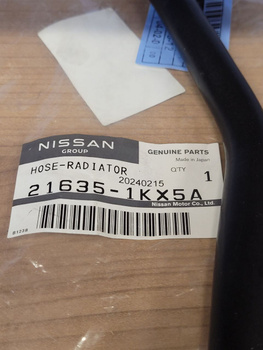 NISSAN
GROUP
GENUINE PARTS
Made in Japan
HOSE-RADIATOR
QTY
20240215
1
21635-1KX5A
Nissan Motor Co., Ltd.